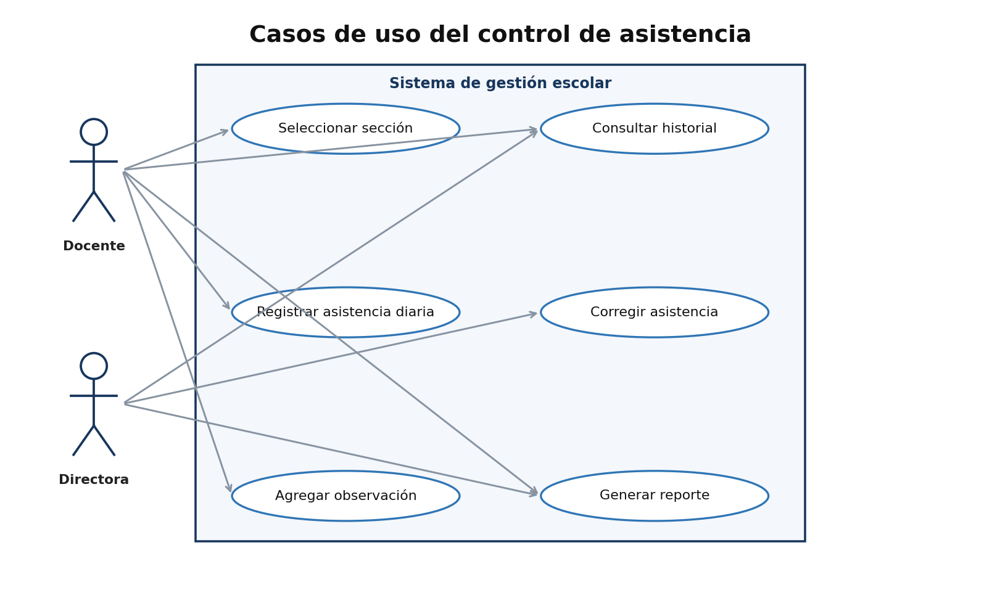 Casos de uso del control de asistencia
Sistema de gestión escolar
Seleccionar sección
Consultar historial
Docente
Registrar asistencia diaria
Corregir asistencia
Directora
Agregar observación
Generar reporte